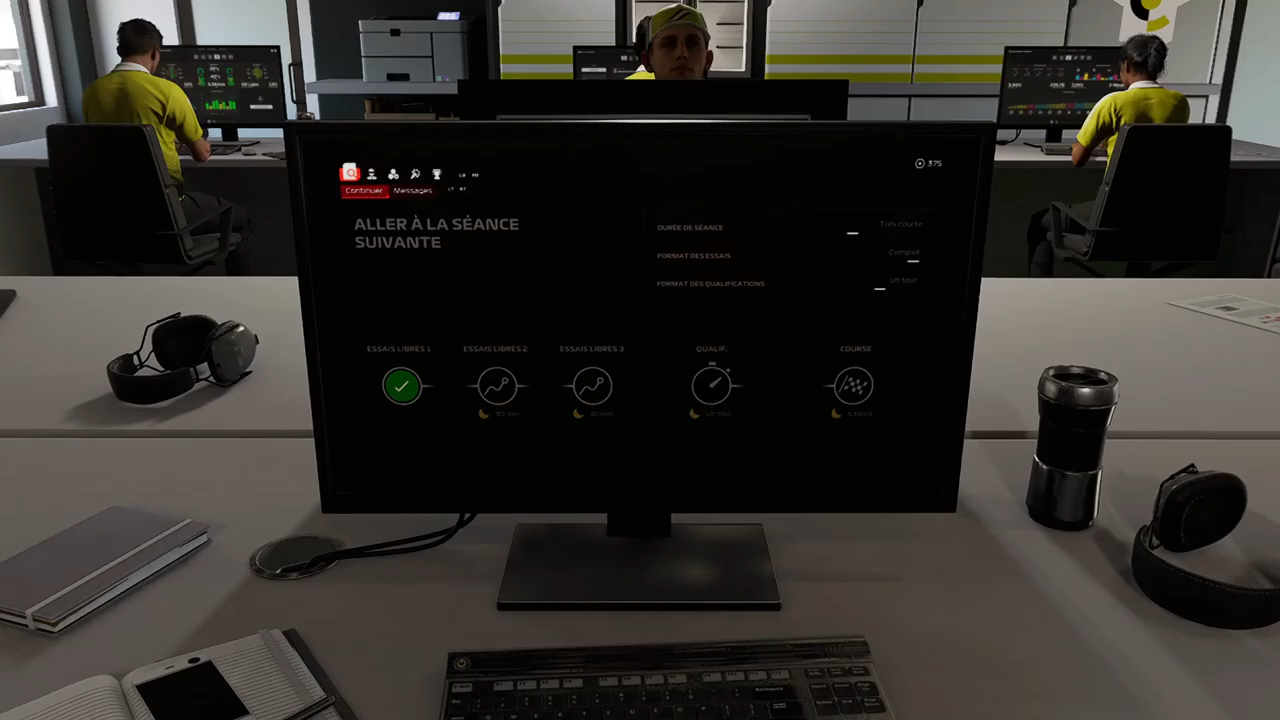 375
Continuer Messages
ALLER À LA SÉANCE
SUIVANTE
DURÉE DE SÉANCE Très courte
FORMAT DES ESSAIS Complet
FORMAT DES QUALIFICATIONS Un tour
ESSAIS LIBRES 1 ESSAIS LIBRES 2 ESSAIS LIBRES 3 QUALIF. COURSE
Un tour 5 tours